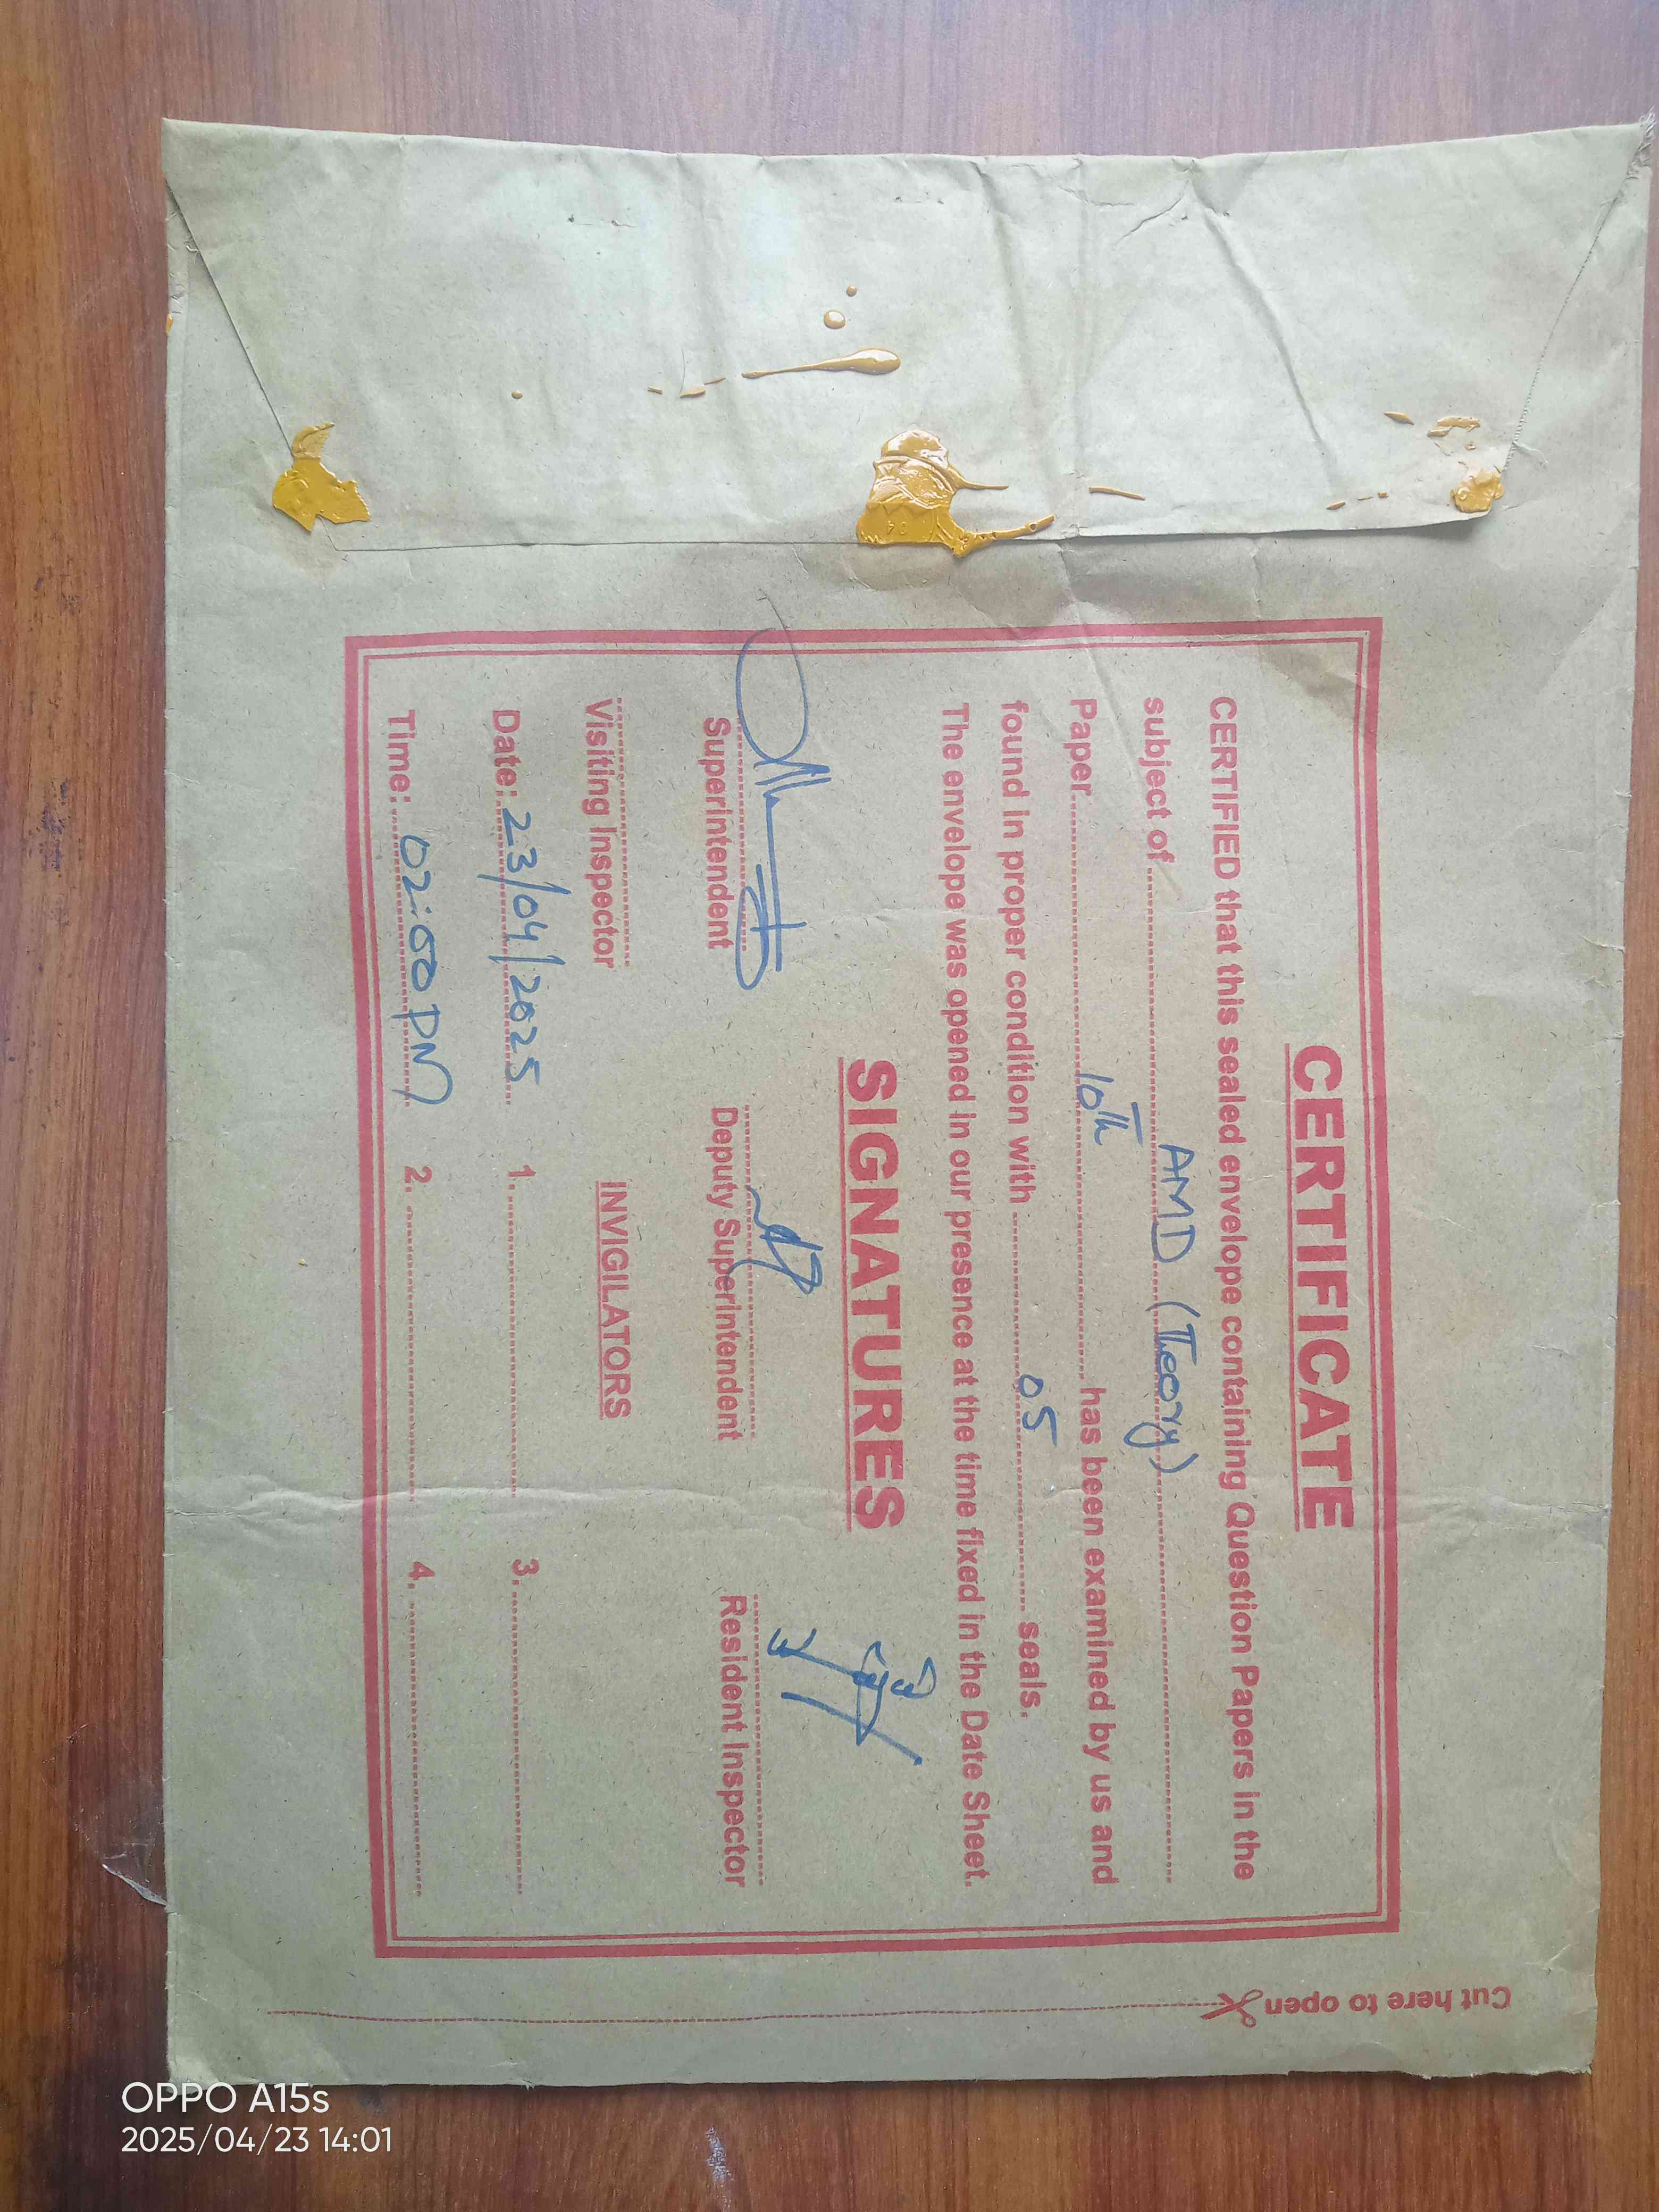 CERTIFICATE
CERTIFIED that this sealed envelope containing Question Papers in the
subject of AMD (Teory)
Paper 10th has been examined by us and
found in proper condition with 05 seals.
The envelope was opened in our presence at the time fixed in the Date Sheet.
SIGNATURES
Superintendent Deputy Superintendent Resident Inspector
Visiting Inspector INVIGILATORS
Date: 23/04/2025 1. 3.
Time: 02:00 PM 2. 4.
Cut here to open
OPPO A15s
2025/04/23 14:01